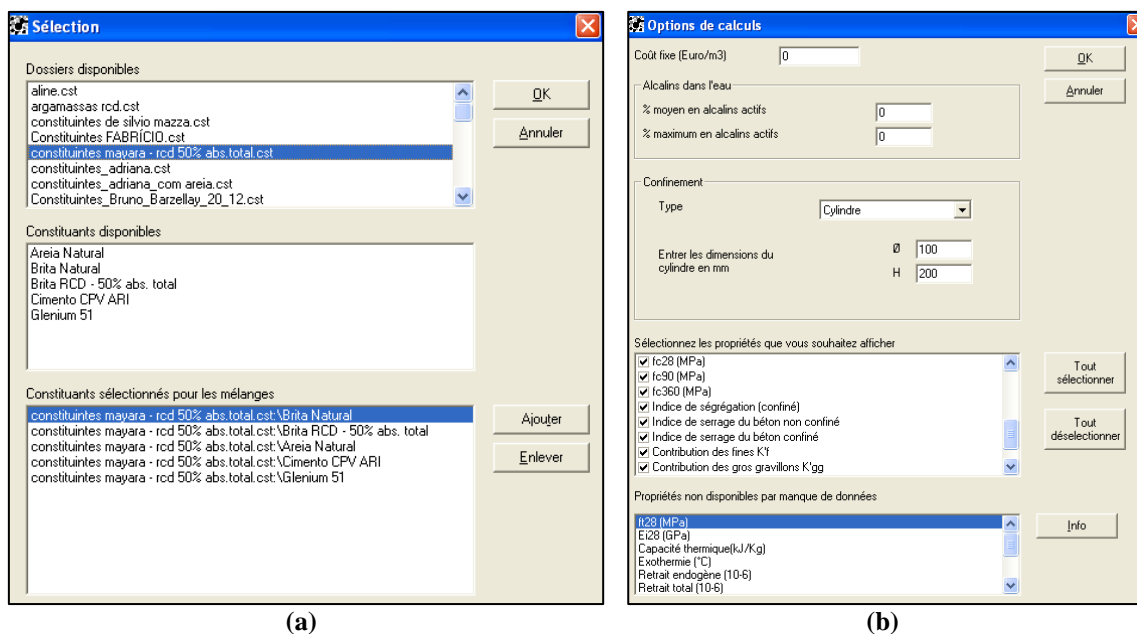 Sélection
Dossiers disponibles
aline.cst
argamassas rcd.cst
constituintes de silvio mazza.cst
Constituintes FABRÍCIO.cst
constituintes mayara - rcd 50% abs.total.cst
constituintes_adriana.cst
constituintes_adriana_com areia.cst
Constituintes_Bruno_Barzellay_20_12.cst
OK
Annuler
Constituants disponibles
Areia Natural
Brita Natural
Brita RCD - 50% abs. total
Cimento CPV ARI
Glenium 51
Constituants sélectionnés pour les mélanges
constituintes mayara - rcd 50% abs.total.cst:\Brita Natural
constituintes mayara - rcd 50% abs.total.cst:\Brita RCD - 50% abs. total
constituintes mayara - rcd 50% abs.total.cst:\Areia Natural
constituintes mayara - rcd 50% abs.total.cst:\Cimento CPV ARI
constituintes mayara - rcd 50% abs.total.cst:\Glenium 51
Ajouter
Enlever
(a)
Options de calculs
Coût fixe (Euro/m3) 0
OK
Annuler
Alcalins dans l'eau
% moyen en alcalins actifs 0
% maximum en alcalins actifs 0
Confinement
Type Cylindre
Entrer les dimensions du
cylindre en mm
Ø 100
H 200
Sélectionnez les propriétés que vous souhaitez afficher
fc28 (MPa)
fc90 (MPa)
fc360 (MPa)
Indice de ségrégation (confiné)
Indice de serrage du béton non confiné
Indice de serrage du béton confiné
Contribution des fines K'f
Contribution des gros gravillons K'gg
Tout
sélectionner
Tout
déselectionner
Propriétés non disponibles par manque de données
ft28 (MPa)
Ei28 (GPa)
Capacité thermique(kJ/Kg)
Exothermie (°C)
Retrait endogène (10-6)
Retrait total (10-6)
Info
(b)